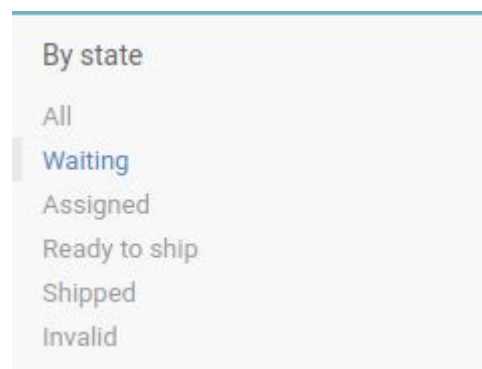 By state
All
Waiting
Assigned
Ready to ship
Shipped
Invalid